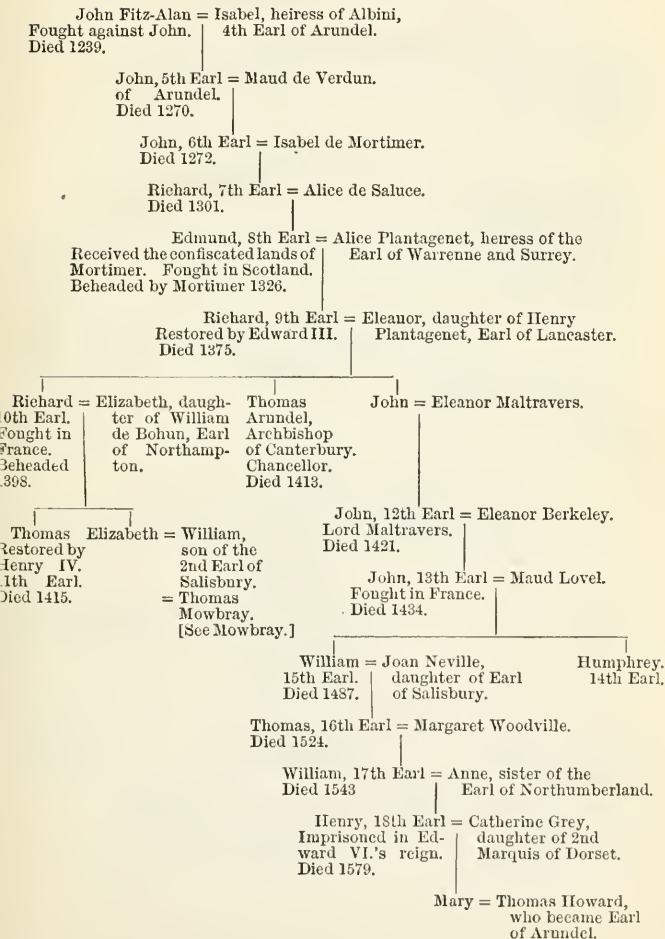 John Fitz-Alan = Isabel, heiress of Albini,
Fought against John. 4th Earl of Arundel.
Died 1239.
John, 5th Earl = Maud de Verdun.
of Arundel.
Died 1270.
John, 6th Earl = Isabel de Mortimer.
Died 1272.
Richard, 7th Earl = Alice de Saluce.
Died 1301.
Edmund, 8th Earl = Alice Plantagenet, heiress of the
Received the confiscated lands of Earl of Warrenne and Surrey.
Mortimer. Fought in Scotland.
Beheaded by Mortimer 1326.
Richard, 9th Earl = Eleanor, daughter of Henry
Restored by Edward III. Plantagenet, Earl of Lancaster.
Died 1375.
Richard =
0th Earl.
Fought in
France.
Beheaded
398.
Elizabeth, daugh-
ter of William
de Bohun, Earl
of Northamp-
ton.
Thomas
Arundel,
Archbishop
of Canterbury.
Chancellor.
Died 1413.
John = Eleanor Maltravers.
Thomas
Restored by
Henry IV.
1th Earl.
Died 1415.
Elizabeth = William,
son of the
2nd Earl of
Salisbury.
= Thomas
Mowbray.
[See Mowbray.]
John, 12th Earl = Eleanor Berkeley.
Lord Maltravers.
Died 1421.
John, 13th Earl = Maud Lovel.
Fought in France.
Died 1434.
William = Joan Neville,
15th Earl. daughter of Earl
Died 1487. of Salisbury.
Humphrey.
14th Earl.
Thomas, 16th Earl = Margaret Woodville.
Died 1524.
William, 17th Earl = Anne, sister of the
Died 1543 Earl of Northumberland.
Henry, 18th Earl = Catherine Grey,
Imprisoned in Ed- daughter of 2nd
ward VI.'s reign. Marquis of Dorset.
Died 1579.
Mary = Thomas Howard,
who became Earl
of Arundel.